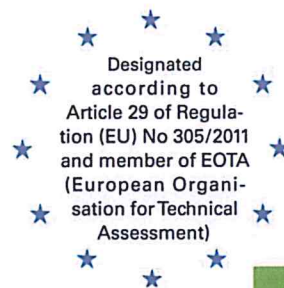 Designated
according to
Article 29 of Regula-
tion (EU) No 305/2011
and member of EOTA
(European Organi-
sation for Technical
Assessment)